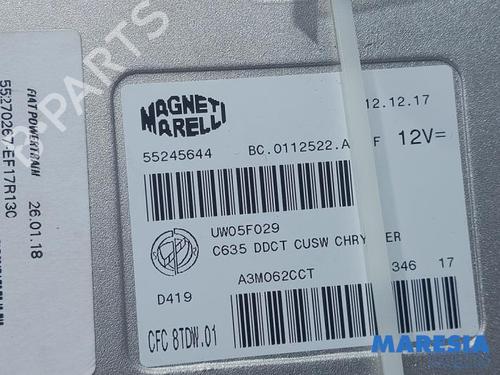 MAGNETI
MARELLI
12.12.17
55245644
BC.0112522.A
F
12V=
UW05F029
C635 DDCT CUSW CHRY
ER
A3M062CCT
346
17
D419
CFC 8TDW.01
FIAT POWERTRAIN
26.01.18
55270267-EF17R130
B-PARTS
MARESIA